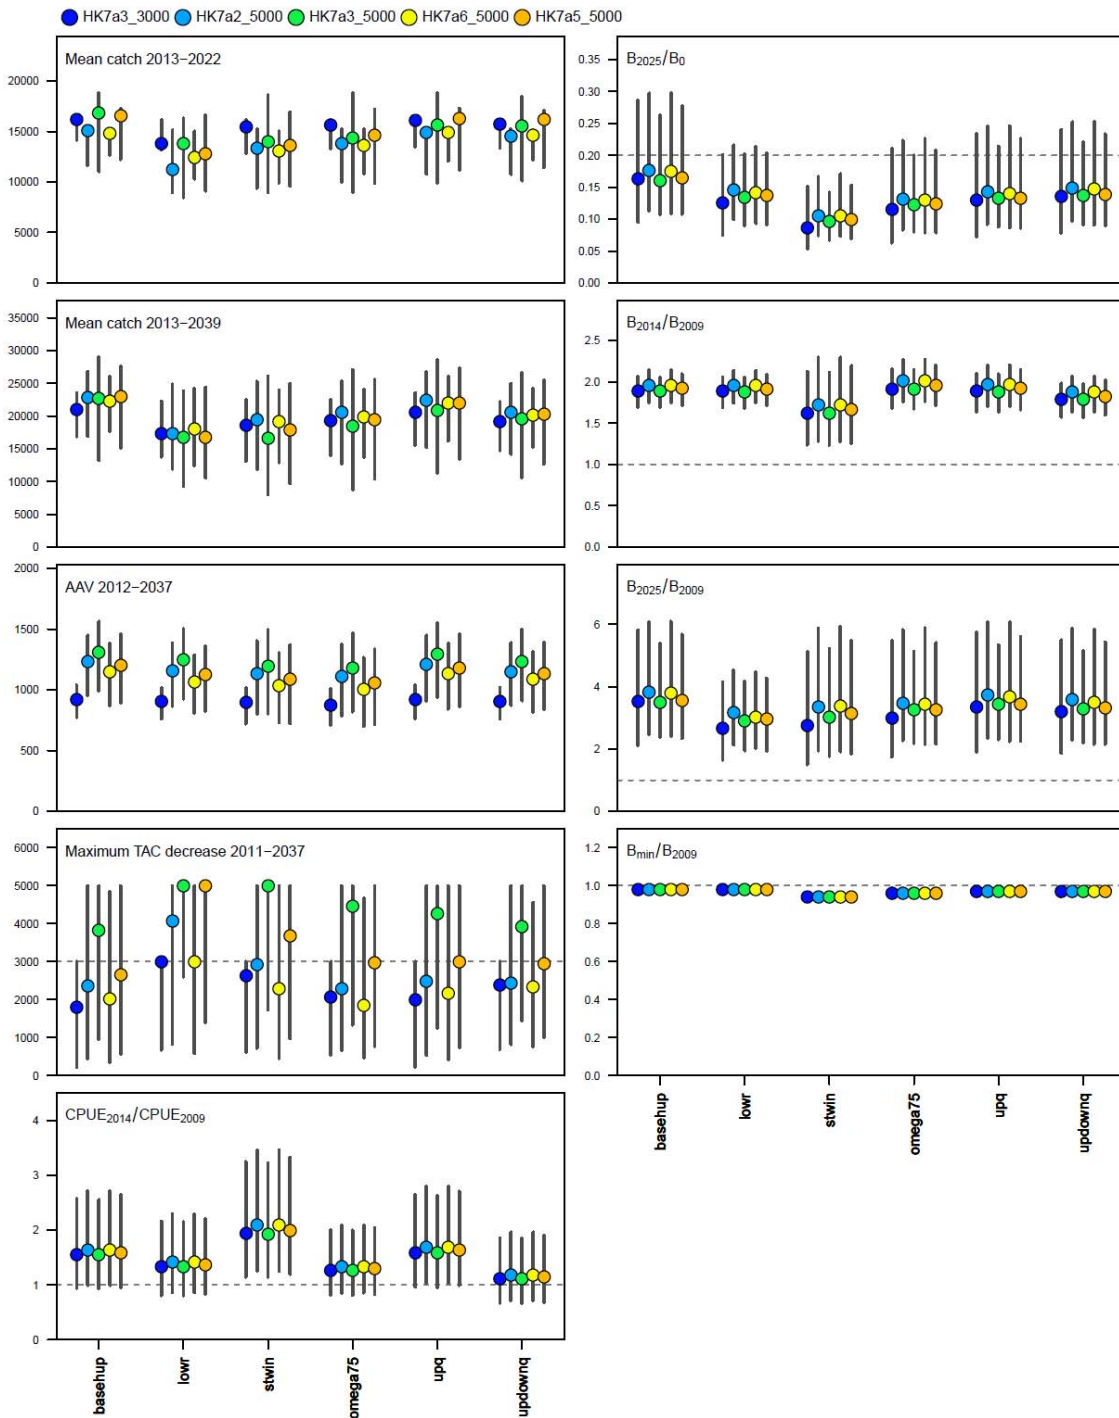 HK7a3_3000 HK7a2_5000 HK7a3_5000 HK7a6_5000 HK7a5_5000
Mean catch 2013−2022
20000
15000
10000
5000
0
Mean catch 2013−2039
35000
30000
25000
20000
15000
10000
5000
0
AAV 2012−2037
2000
1500
1000
500
0
Maximum TAC decrease 2011−2037
6000
5000
4000
3000
2000
1000
0
CPUE2014/CPUE2009
4
3
2
1
0
basehup
lowr
stwin
omega75
upq
updownq
B2025/B0
0.35
0.30
0.25
0.20
0.15
0.10
0.05
0.00
B2014/B2009
2.5
2.0
1.5
1.0
0.5
0.0
B2025/B2009
6
4
2
0
Bmin/B2009
1.2
1.0
0.8
0.6
0.4
0.2
0.0
basehup
lowr
stwin
omega75
upq
updownq